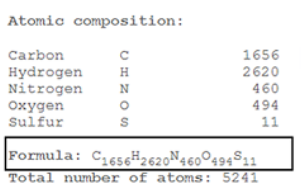 Atomic composition:
Carbon C 1656
Hydrogen H 2620
Nitrogen N 460
Oxygen O 494
Sulfur S 11
Formula: C₁₆₅₆H₂₆₂₀N₄₆₀O₄₉₄S₁₁
Total number of atoms: 5241